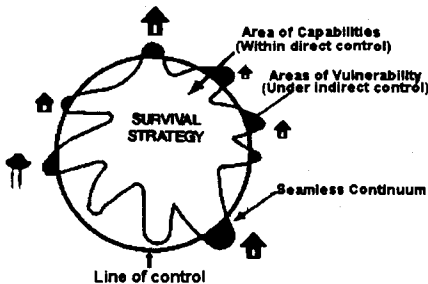 Area of Capabilities
(Within direct control)
Areas of Vulnerability
(Under indirect control)
SURVIVAL
STRATEGY
Seamless Continuum
Line of control